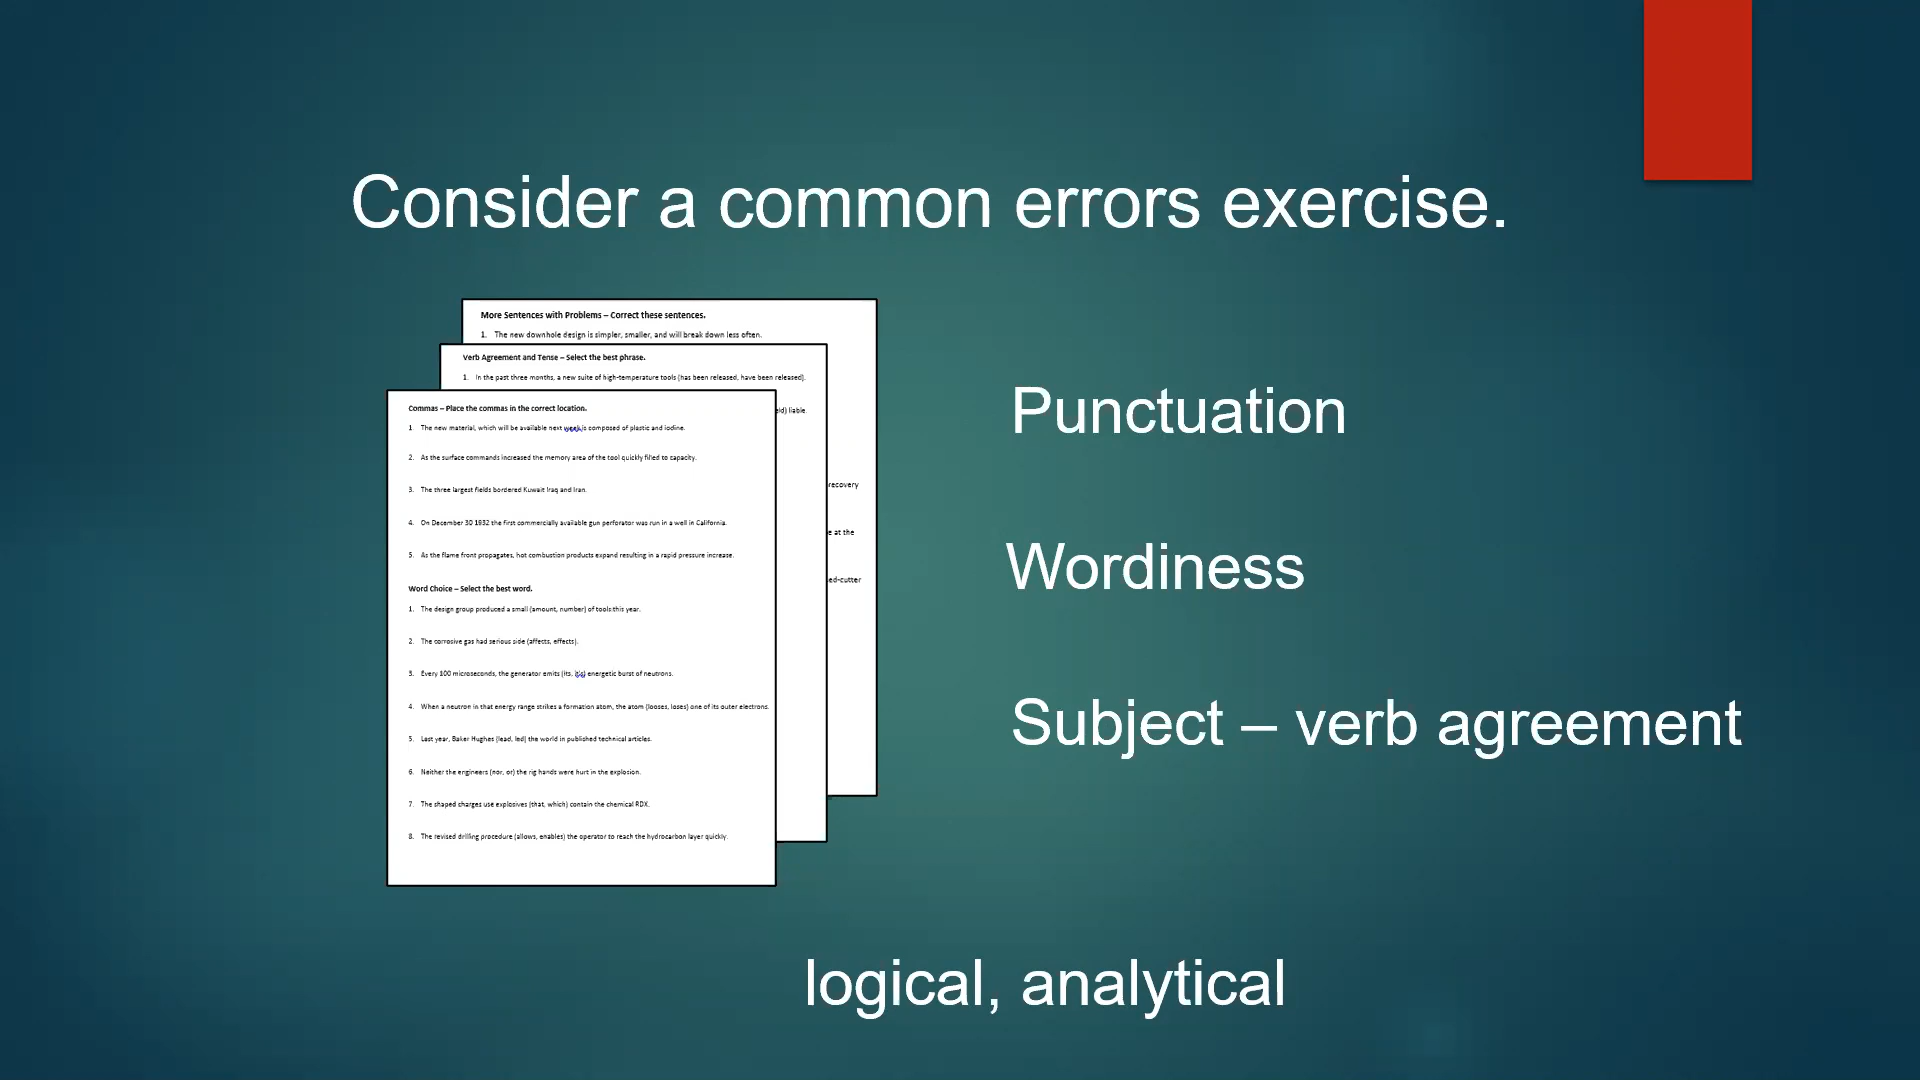 Consider a common errors exercise.
More Sentences with Problems – Correct these sentences.
1. The new downhole design is simpler, smaller, and will break down less often.
Verb Agreement and Tense – Select the best phrase.
1. In the past three months, a new suite of high-temperature tools (has been released, have been released).
eld) liable.
recovery
e at the
ed-cutter
Commas – Place the commas in the correct location.
1 The new material, which will be available next week,is composed of plastic and iodine.
2. As the surface commands increased the memory area of the tool quickly filled to capacity.
3. The three largest fields bordered Kuwait Iraq and Iran.
4. On December 30 1932 the first commercially available gun perforator was run in a well in California.
5. As the flame front propagates, hot combustion products expand resulting in a rapid pressure increase.
Word Choice – Select the best word.
1. The design group produced a small (amount, number) of tools this year.
2. The corrosive gas had serious side (affects, effects).
3. Every 100 microseconds, the generator emits (its, it's) energetic burst of neutrons.
4. When a neutron in that energy range strikes a formation atom, the atom (looses, loses) one of its outer electrons.
5. Last year, Baker Hughes (lead, led) the world in published technical articles.
6. Neither the engineers (nor, or) the rig hands were hurt in the explosion.
7. The shaped charges use explosives (that, which) contain the chemical RDX.
8. The revised drilling procedure (allows, enables) the operator to reach the hydrocarbon layer quickly.
Punctuation
Wordiness
Subject – verb agreement
logical, analytical